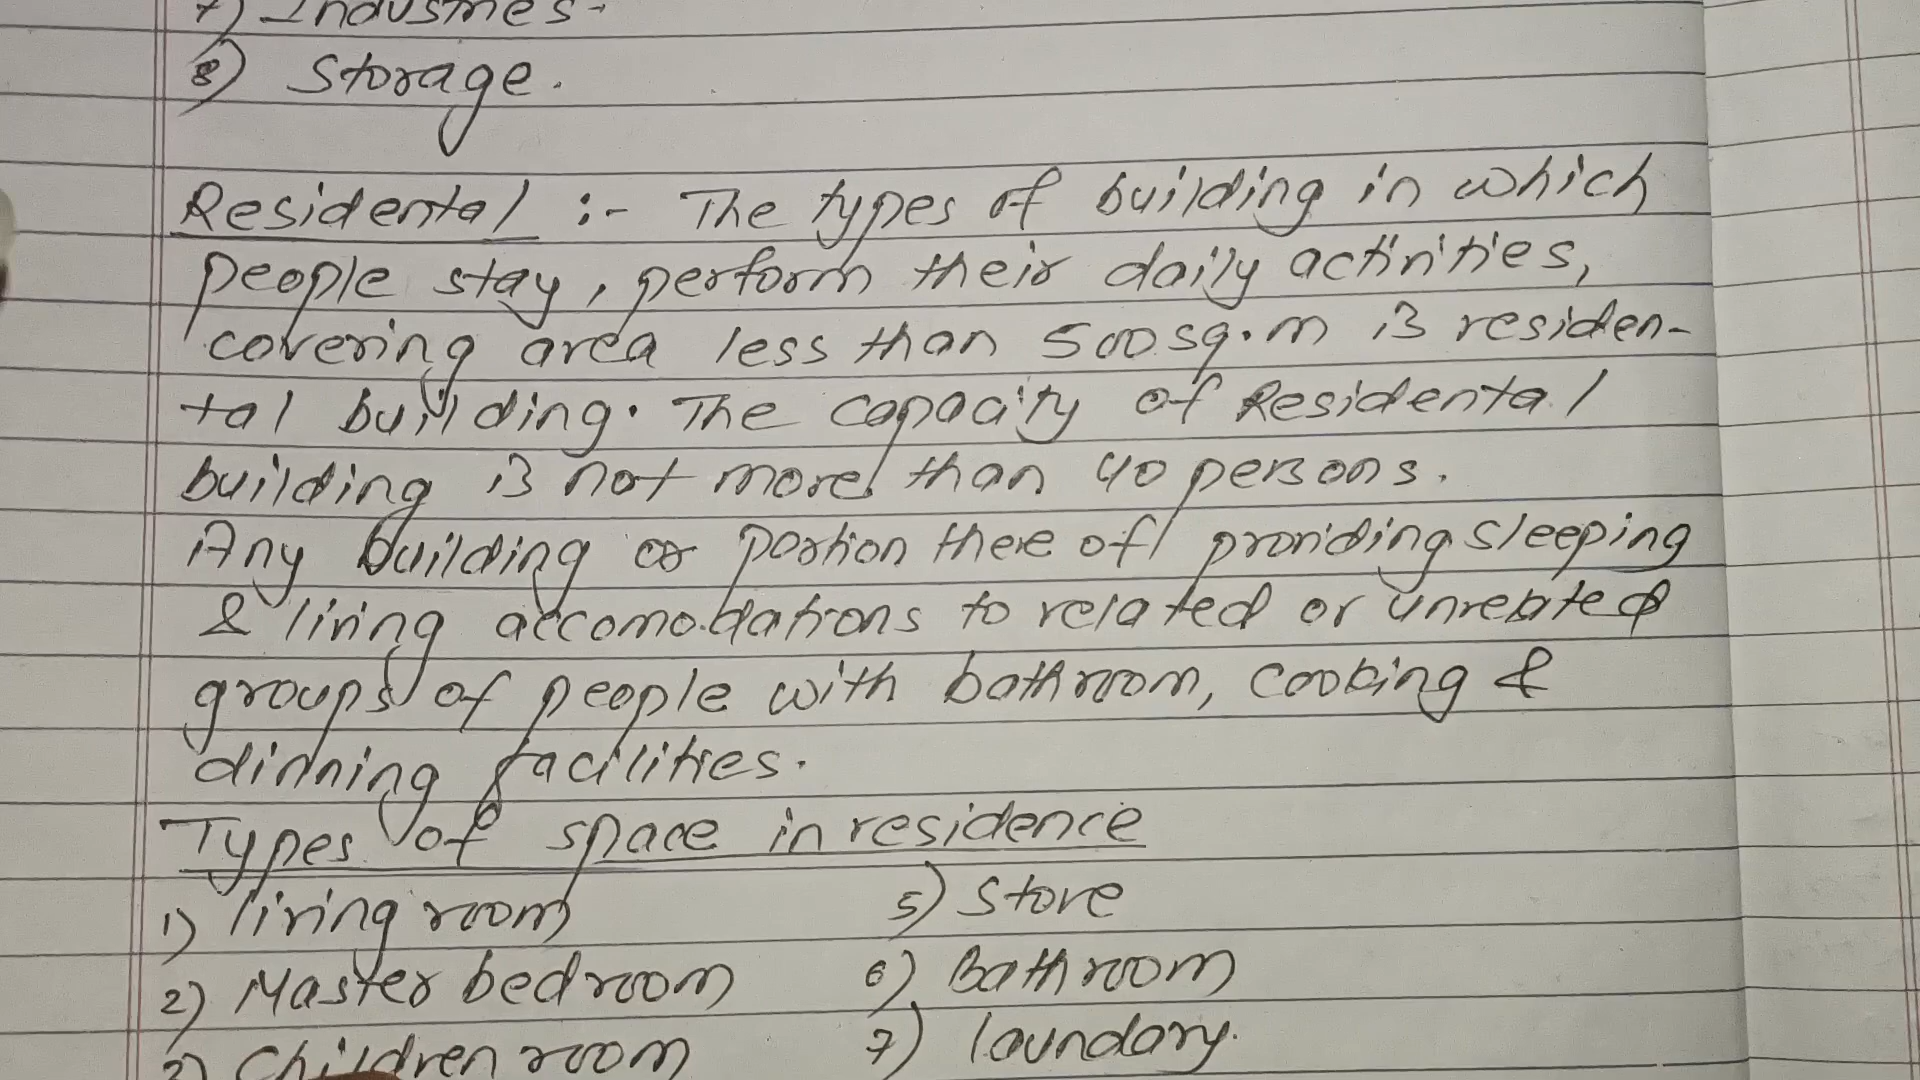 7) Industries.
8) Storage.
Residental :- The types of building in which
people stay, perform their daily activities,
covering area less than 500 sq.m is residen-
tal building. The capacity of Residental
building is not more than 40 persons.
Any building or portion there of providing sleeping
& living accomodations to related or unrelated
groups of people with bathroom, cooking &
dinning facilities.
Types of space in residence
1) living room 5) Store
2) Master bedroom 6) Bathroom
3) Children room 7) laundary.